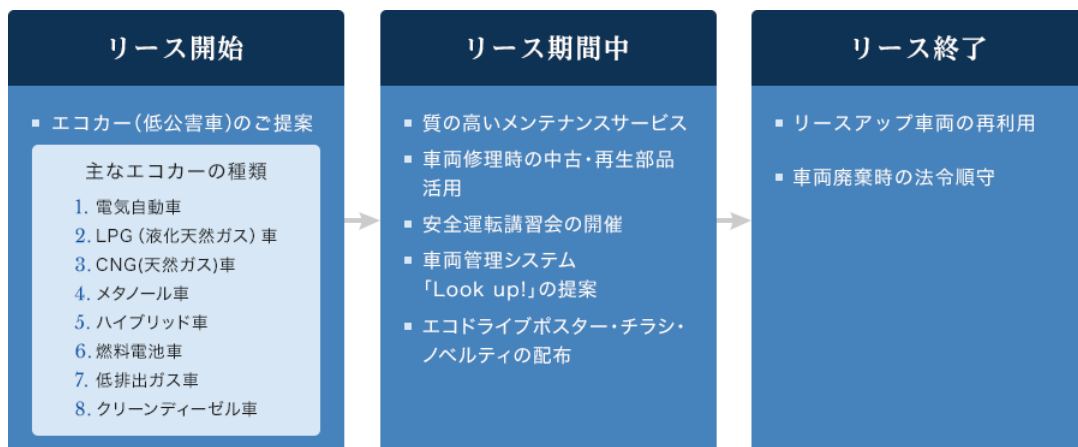 リース開始
■ エコカー(低公害車)のご提案
主なエコカーの種類
1. 電気自動車
2. LPG(液化天然ガス)車
3. CNG(天然ガス)車
4. メタノール車
5. ハイブリッド車
6. 燃料電池車
7. 低排出ガス車
8. クリーンディーゼル車
リース期間中
■ 質の高いメンテナンスサービス
■ 車両修理時の中古・再生部品
活用
■ 安全運転講習会の開催
■ 車両管理システム
「Look up!」の提案
■ エコドライブポスター・チラシ・
ノベルティの配布
リース終了
■ リースアップ車両の再利用
■ 車両廃棄時の法令順守